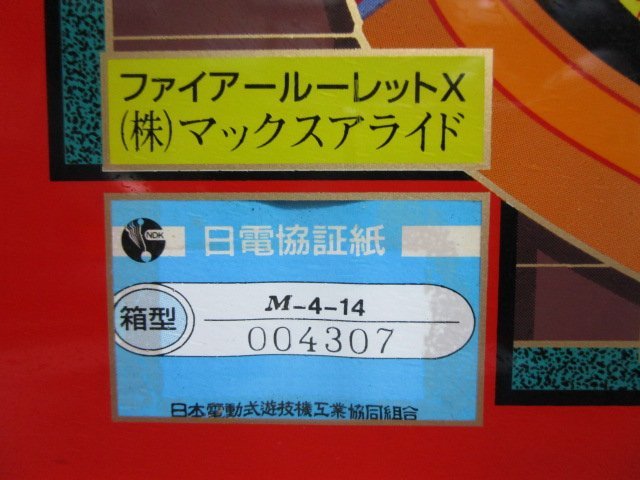 ファイアールーレットX
(株)マックスアライド
NDK
日電協証紙
箱型
M-4-14
004307
日本電動式遊技機工業協同組合